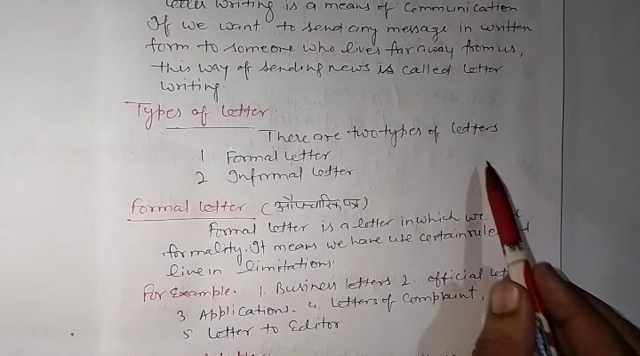 Letter writing is a means of communication
If we want to send any message in written
form to someone who lives far away from us,
this way of sending news is called letter
writing
Types of Letter
There are two types of letters
1 Formal letter
2 Informal Letter
Formal letter (औपचारिक पत्र)
Formal letter is a letter in which we
formality. It means we have use certain rule
live in limitations.
For Example. 1. Business letters 2. official
3 Applications. 4. Letters of Complaint,
5 Letter to Editor